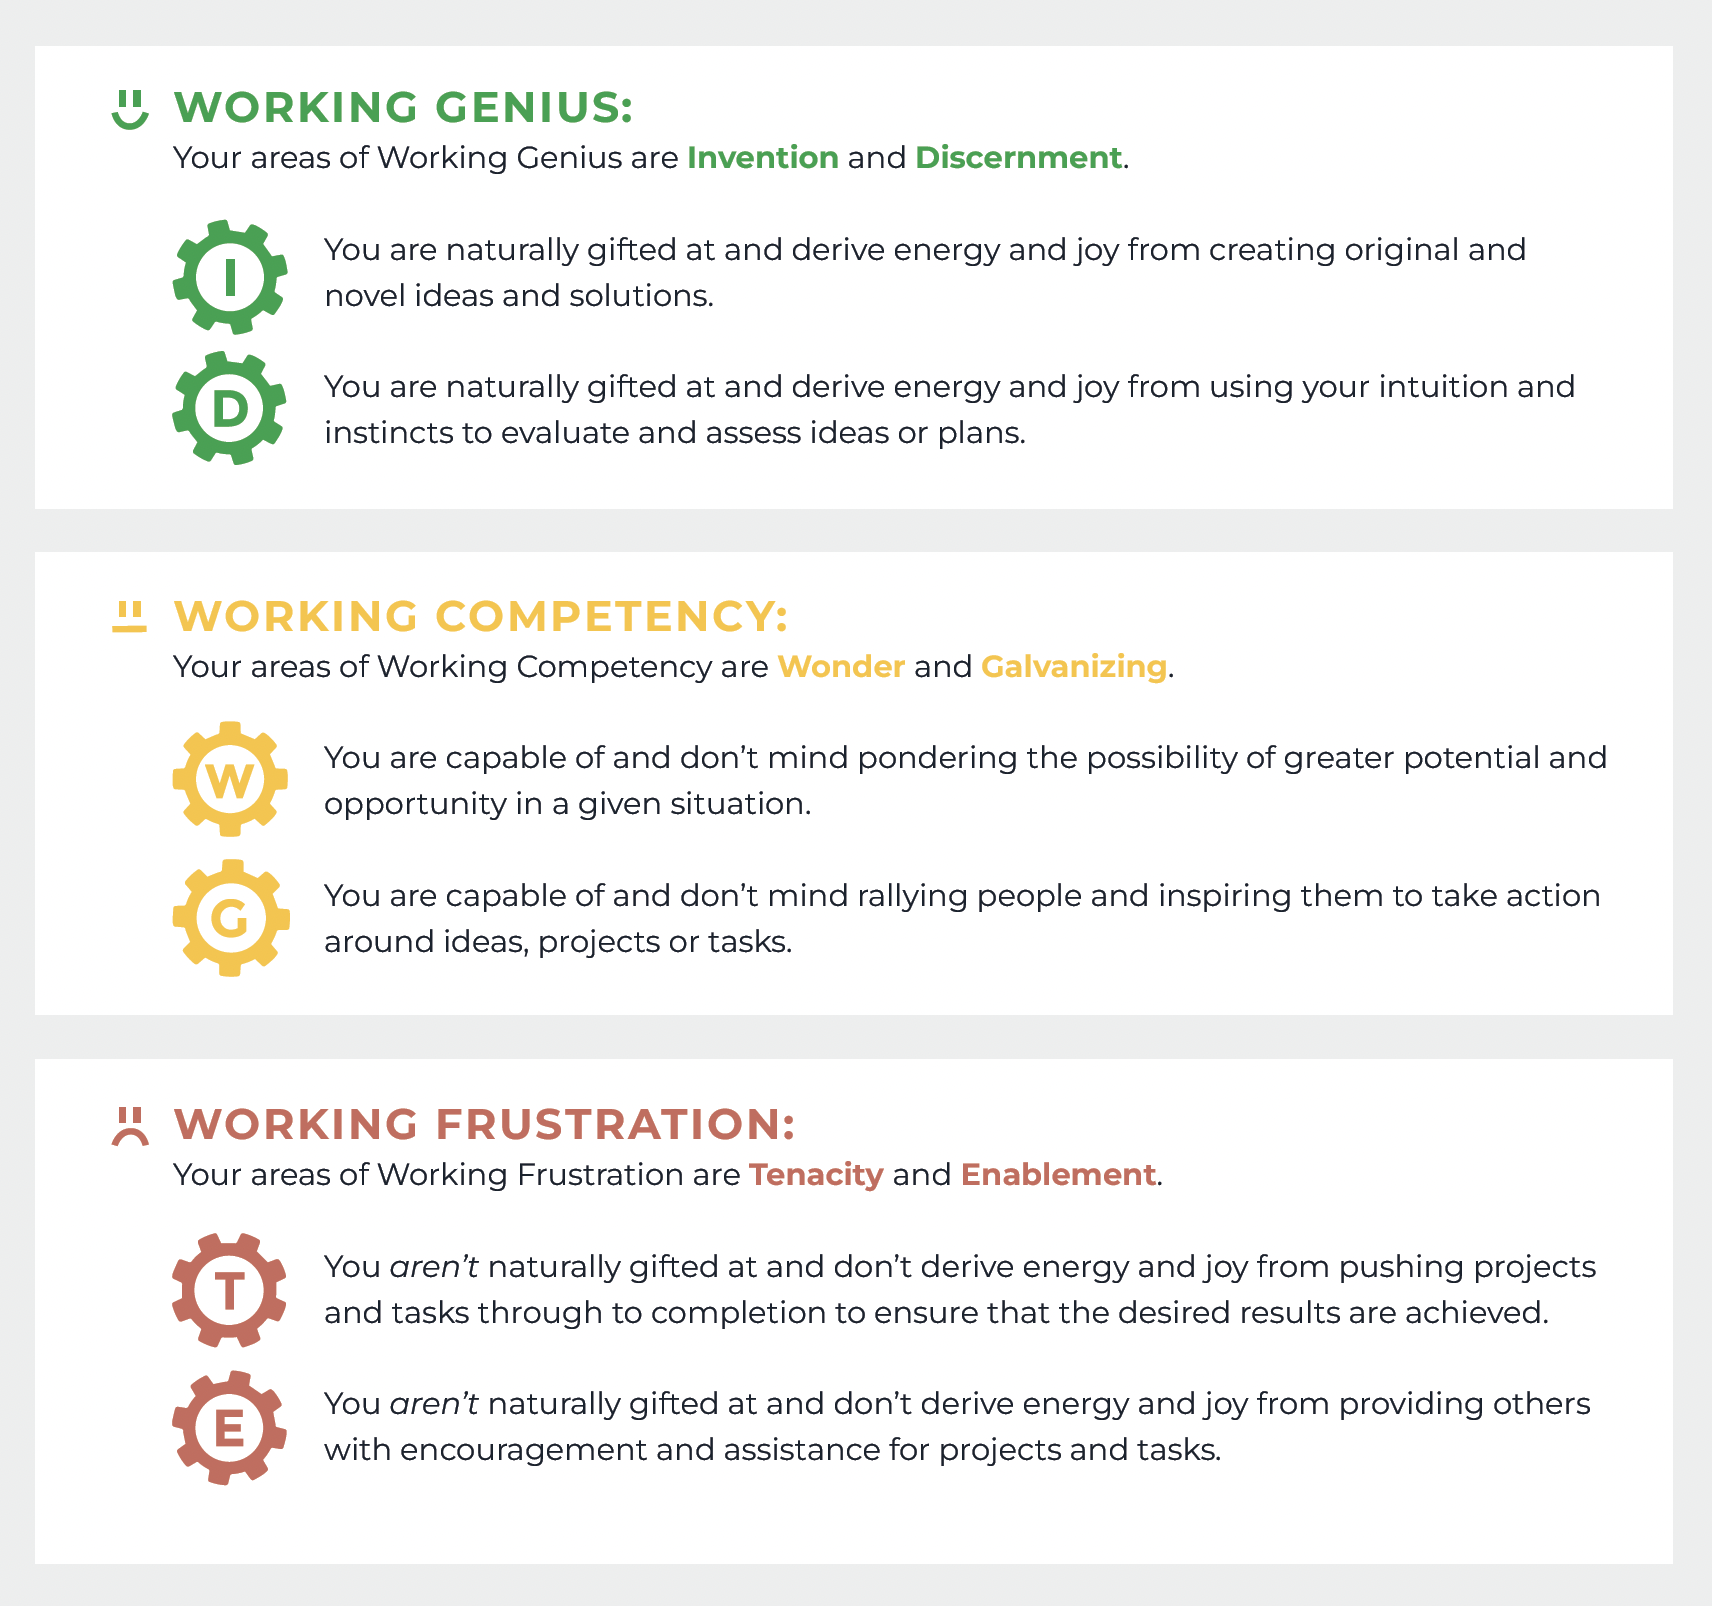 WORKING GENIUS:
Your areas of Working Genius are Invention and Discernment.
I
You are naturally gifted at and derive energy and joy from creating original and
novel ideas and solutions.
D
You are naturally gifted at and derive energy and joy from using your intuition and
instincts to evaluate and assess ideas or plans.
WORKING COMPETENCY:
Your areas of Working Competency are Wonder and Galvanizing.
W
You are capable of and don’t mind pondering the possibility of greater potential and
opportunity in a given situation.
G
You are capable of and don’t mind rallying people and inspiring them to take action
around ideas, projects or tasks.
WORKING FRUSTRATION:
Your areas of Working Frustration are Tenacity and Enablement.
T
You aren’t naturally gifted at and don’t derive energy and joy from pushing projects
and tasks through to completion to ensure that the desired results are achieved.
E
You aren’t naturally gifted at and don’t derive energy and joy from providing others
with encouragement and assistance for projects and tasks.